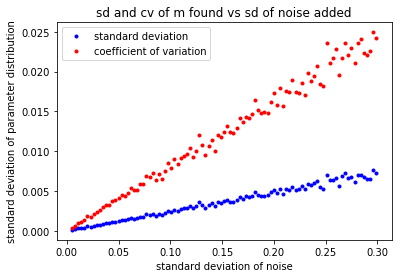 sd and cv of m found vs sd of noise added
standard deviation
coefficient of variation
standard deviation of parameter distribution
0.025
0.020
0.015
0.010
0.005
0.000
0.00 0.05 0.10 0.15 0.20 0.25 0.30
standard deviation of noise